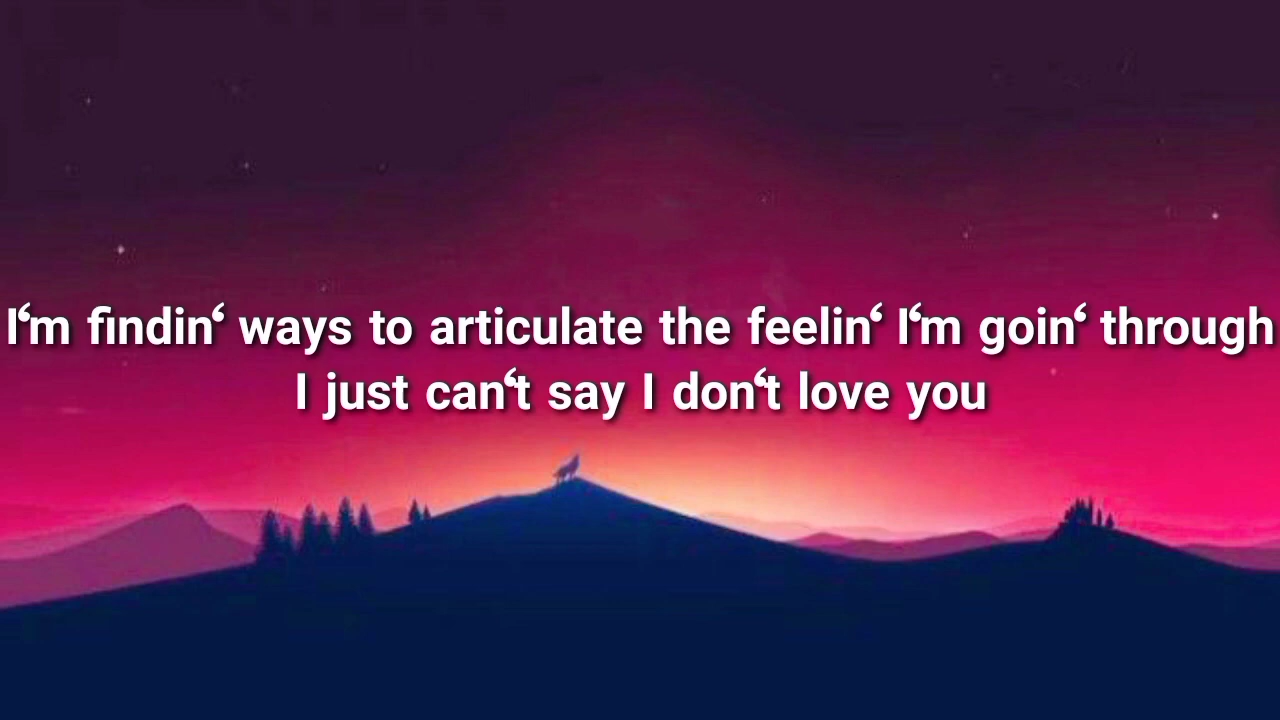 I‘m findin‘ ways to articulate the feelin‘ I‘m goin‘ through
I just can‘t say I don‘t love you